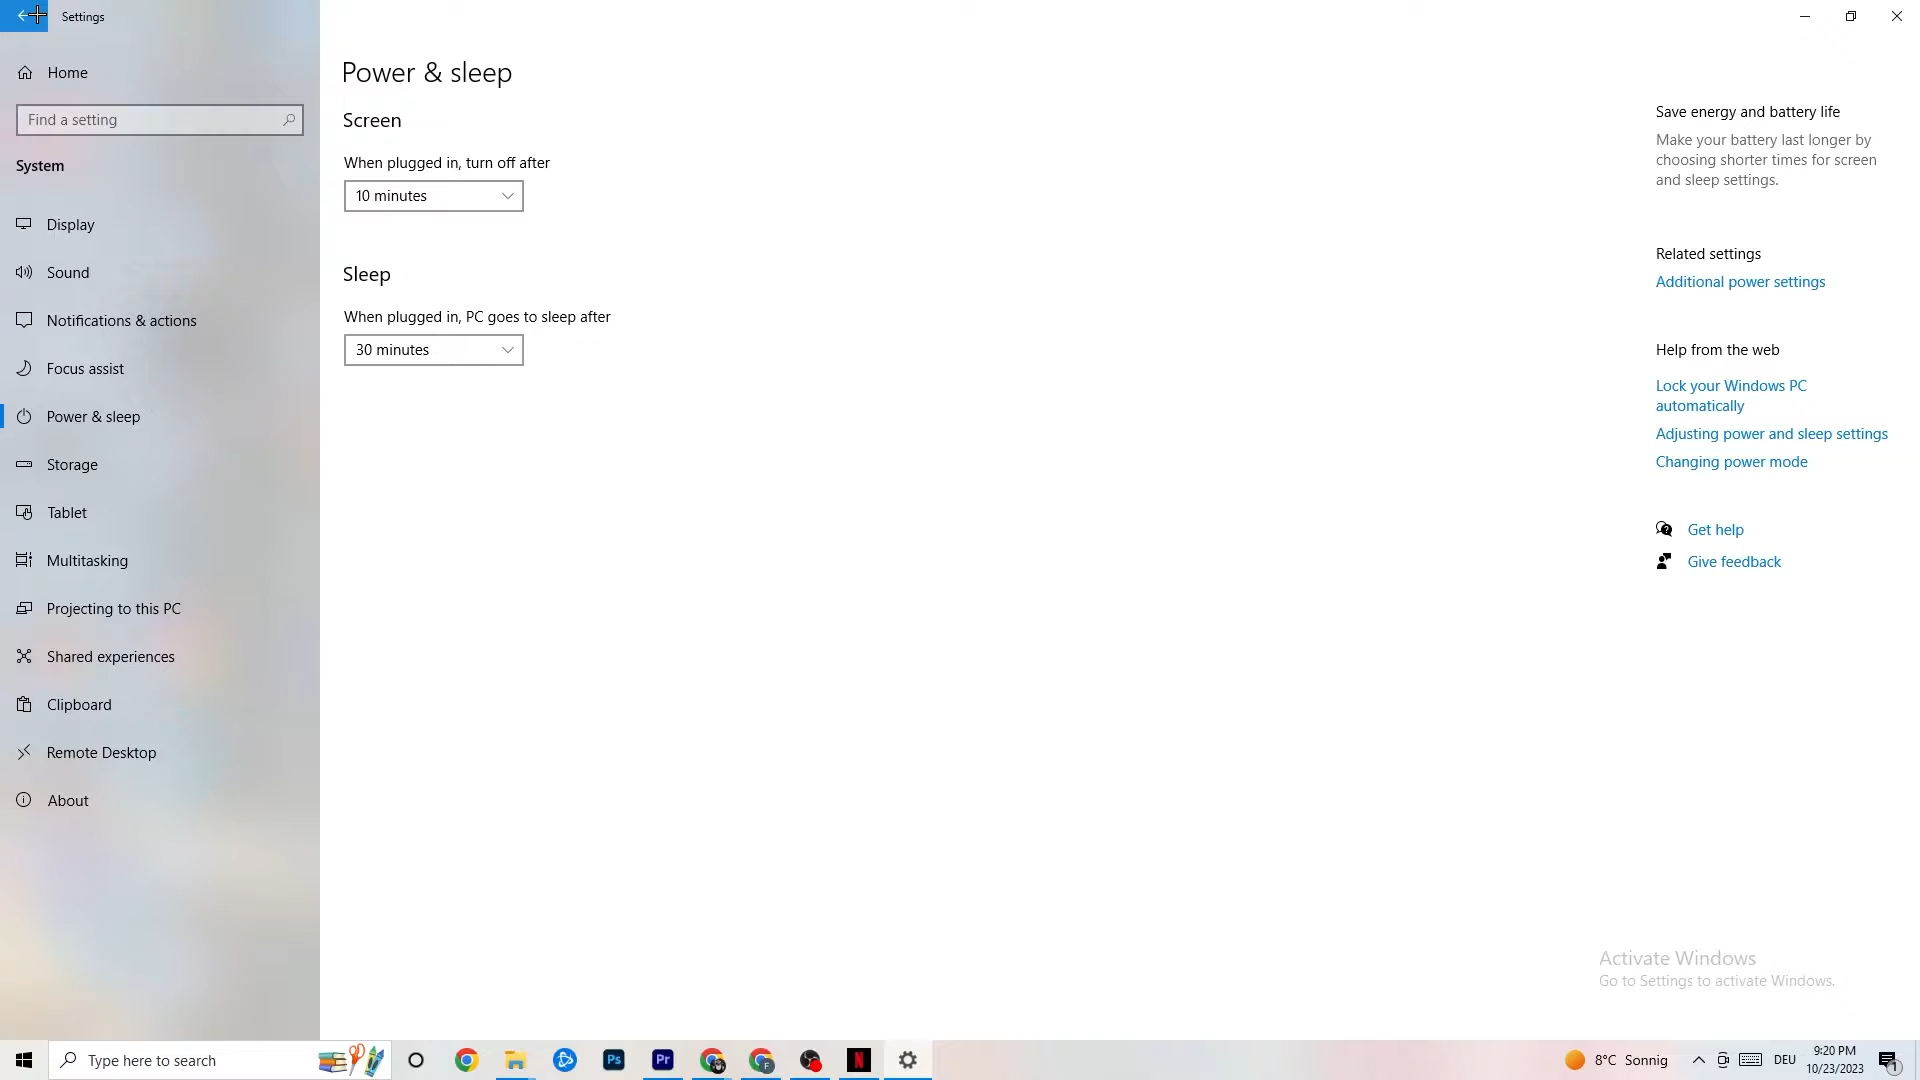 Settings
Home
Find a setting
System
Display
Sound
Notifications & actions
Focus assist
Power & sleep
Storage
Tablet
Multitasking
Projecting to this PC
Shared experiences
Clipboard
Remote Desktop
About
Power & sleep
Screen
When plugged in, turn off after
10 minutes
Sleep
When plugged in, PC goes to sleep after
30 minutes
Save energy and battery life
Make your battery last longer by
choosing shorter times for screen
and sleep settings.
Related settings
Additional power settings
Help from the web
Lock your Windows PC
automatically
Adjusting power and sleep settings
Changing power mode
Get help
Give feedback
Activate Windows
Go to Settings to activate Windows.
Type here to search
Ps
Pr
F
N
8°C Sonnig
DEU
9:20 PM
10/23/2023
1